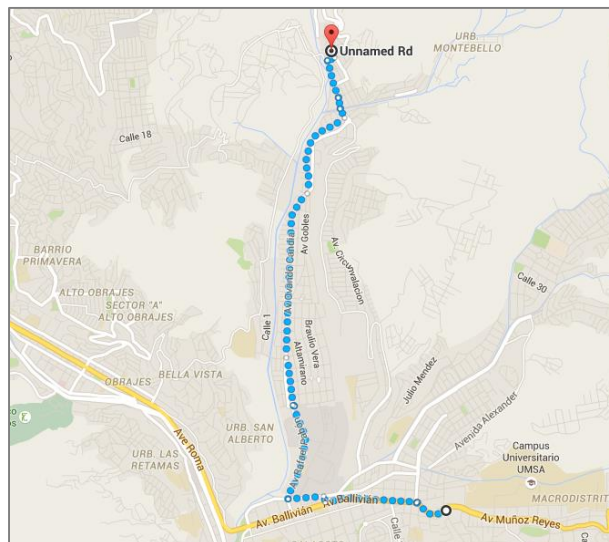 Unnamed Rd
URB.
MONTEBELLO
Calle 18
Av Gobles
Av. Circunvalacion
BARRIO
PRIMAVERA
ALTO OBRAJES
SECTOR "A"
ALTO OBRAJES
Calle 30
Calle 1
Braulio Vera
Altamirano
BELLA VISTA
OBRAJES
Julio Mendez
Ave Roma
URB. SAN
ALBERTO
Avenida Alexander
URB. LAS
RETAMAS
Campus
Universitario
UMSA
MACRODISTRI
Av. Ballivián
Av Ballivián
Calle
Av Muñoz Reyes